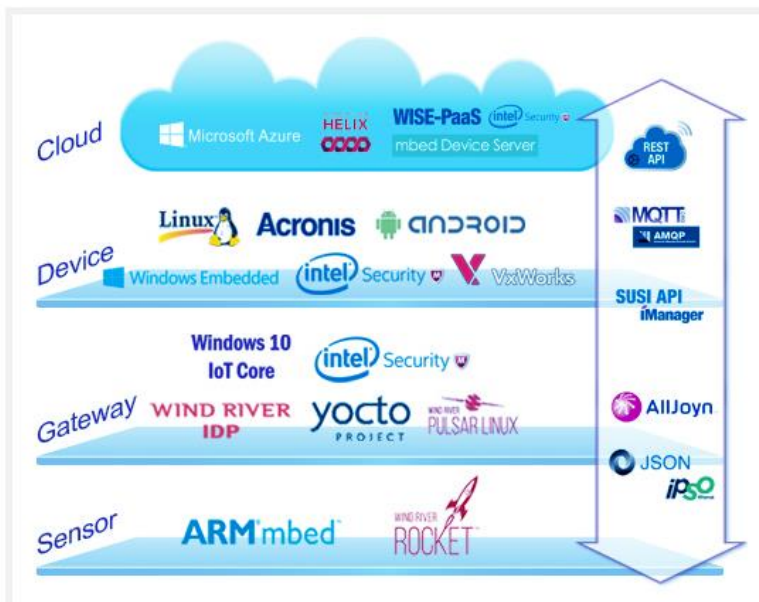 Cloud
Microsoft Azure
HELIX
WISE-PaaS
intel Security
mbed Device Server
REST
API
Linux
Acronis
ANDROID
MQTT
AMQP
Device
Windows Embedded
intel Security
VxWorks
SUSI API
iManager
Windows 10
IoT Core
intel Security
Gateway
WIND RIVER
IDP
yocto
PROJECT
WIND RIVER
PULSAR LINUX
AllJoyn
JSON
ipso
Sensor
ARM mbed
WIND RIVER
ROCKET